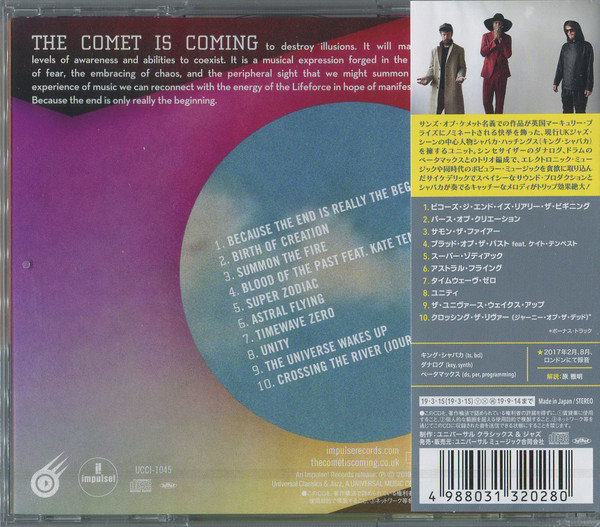 THE COMET IS COMING to destroy illusions. It will ma
levels of awareness and abilities to coexist. It is a musical expression forged in the
of fear, the embracing of chaos, and the peripheral sight that we might summon
experience of music we can reconnect with the energy of the Lifeforce in hope of manifes
Because the end is only really the beginning.
1. BECAUSE THE END IS REALLY THE BEG
2. BIRTH OF CREATION
3. SUMMON THE FIRE
4. BLOOD OF THE PAST FEAT. KATE TEN
5. SUPER ZODIAC
6. ASTRAL FLYING
7. TIMEWAVE ZERO
8. UNITY
9. THE UNIVERSE WAKES UP
10. CROSSING THE RIVER (JOUR
impulse!
UCCI-1045
impulserecords.com
thecometiscoming.co.uk
An Impulse! Records release.
Universal Classics & Jazz, A UNIVERSAL MUSIC
サンズ・オブ・ケメット名義での作品が英国マーキュリー・プ
ライズにノミネートされる快挙を飾った、現行UKジャズ・
シーンの中心人物シャバカ・ハッチングス(キング・シャバカ)
を擁するユニット。シンセサイザーのダナログ、ドラムの
ベータマックスとのトリオ編成で、エレクトロニック・ミュー
ジックや同時代のポピュラー・ミュージックを貪欲に取り込ん
だサイケデリックでスペイシーなサウンド・プロダクションと
シャバカが奏でるキャッチーなメロディがトリップ効果絶大!
1. ビコーズ・ジ・エンド・イズ・リアリー・ザ・ビギニング
2. バース・オブ・クリエーション
3. サモン・ザ・ファイアー
4. ブラッド・オブ・ザ・パスト feat. ケイト・テンペスト
5. スーパー・ゾディアック
6. アストラル・フライング
7. タイムウェーヴ・ゼロ
8. ユニティ
9. ザ・ユニヴァース・ウェイクス・アップ
10. クロッシング・ザ・リヴァー (ジャーニー・オブ・ザ・デッド)*
*ボーナス・トラック
キング・シャバカ (ts, bcl)
ダナログ (key, synth)
ベータマックス (ds, per, programming)
★2017年2月、8月、
ロンドンにて録音
解説:原 雅明
19・3・15 (19・3・15) 19・9・14まで
Made in Japan / STEREO
制作:ユニバーサル クラシックス & ジャズ
発売・販売元:ユニバーサル ミュージック合同会社
4 988031 320280